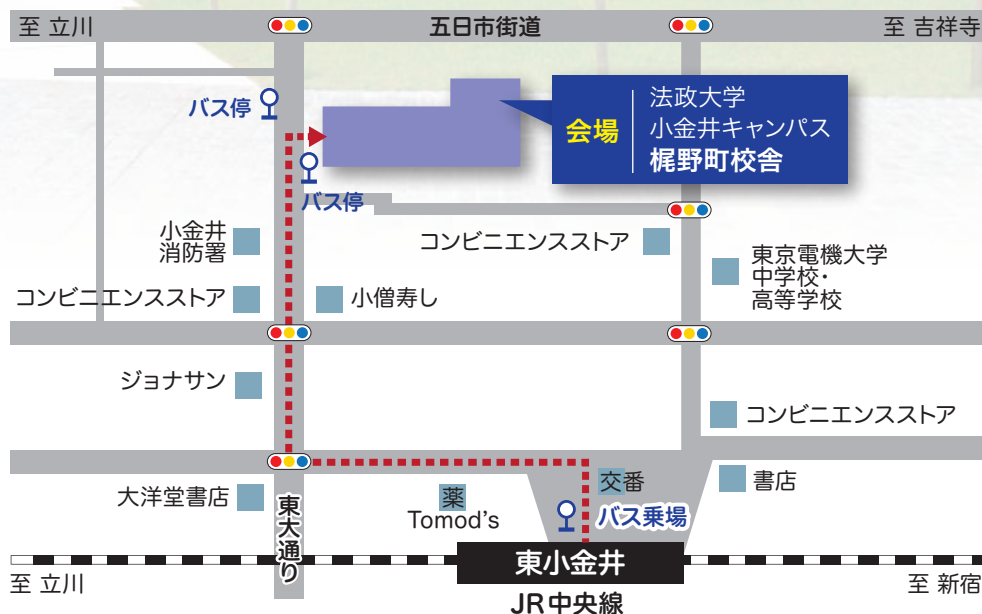 至 立川
五日市街道
至 吉祥寺
バス停
会場
法政大学
小金井キャンパス
梶野町校舎
バス停
小金井
消防署
コンビニエンスストア
東京電機大学
中学校・
高等学校
コンビニエンスストア
小僧寿し
ジョナサン
コンビニエンスストア
大洋堂書店
東大通り
薬
Tomod's
交番
バス乗場
書店
東小金井
至 立川
至 新宿
JR中央線